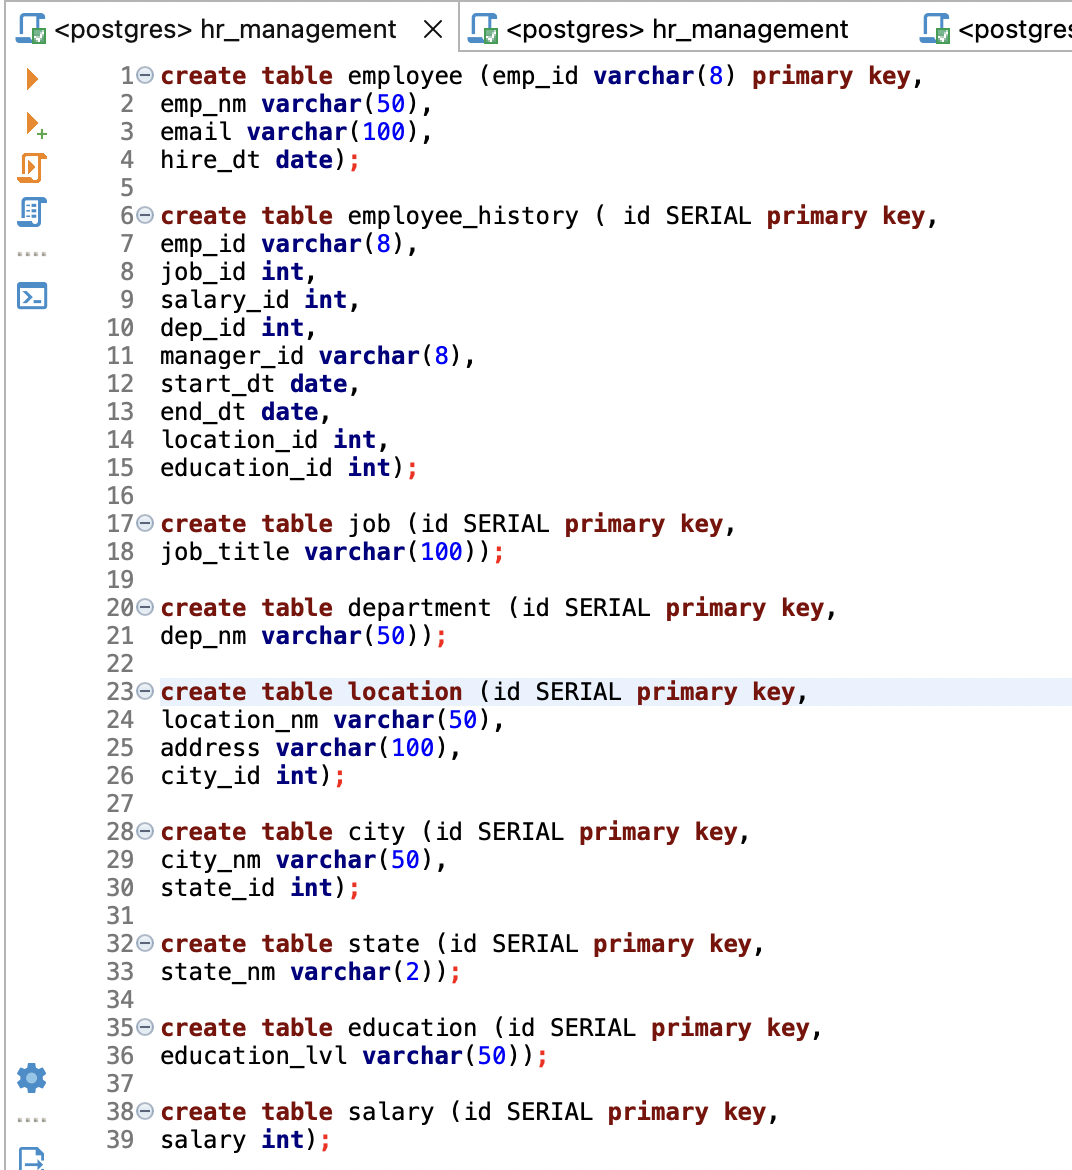 <postgres> hr_management
<postgres> hr_management
<postgres
1 create table employee (emp_id varchar(8) primary key,
2 emp_nm varchar(50),
3 email varchar(100),
4 hire_dt date);
5
6 create table employee_history ( id SERIAL primary key,
7 emp_id varchar(8),
8 job_id int,
9 salary_id int,
10 dep_id int,
11 manager_id varchar(8),
12 start_dt date,
13 end_dt date,
14 location_id int,
15 education_id int);
16
17 create table job (id SERIAL primary key,
18 job_title varchar(100));
19
20 create table department (id SERIAL primary key,
21 dep_nm varchar(50));
22
23 create table location (id SERIAL primary key,
24 location_nm varchar(50),
25 address varchar(100),
26 city_id int);
27
28 create table city (id SERIAL primary key,
29 city_nm varchar(50),
30 state_id int);
31
32 create table state (id SERIAL primary key,
33 state_nm varchar(2));
34
35 create table education (id SERIAL primary key,
36 education_lvl varchar(50));
37
38 create table salary (id SERIAL primary key,
39 salary int);